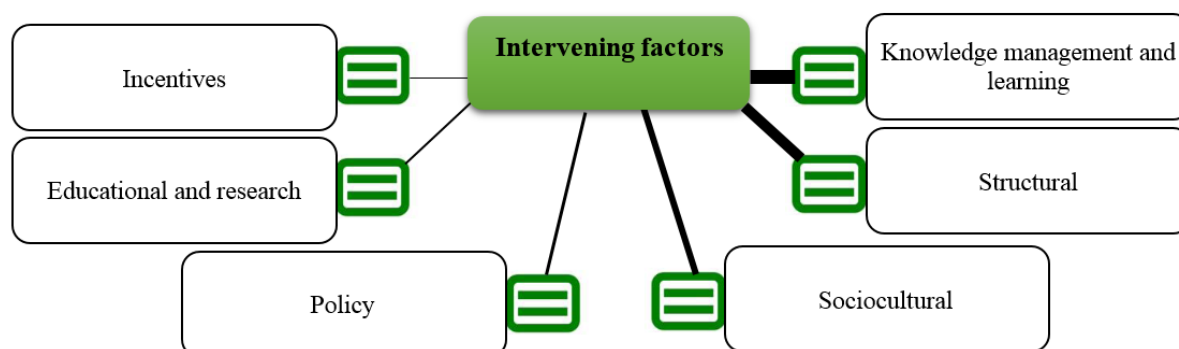 Intervening factors
Incentives
Knowledge management and
learning
Educational and research
Structural
Policy
Sociocultural